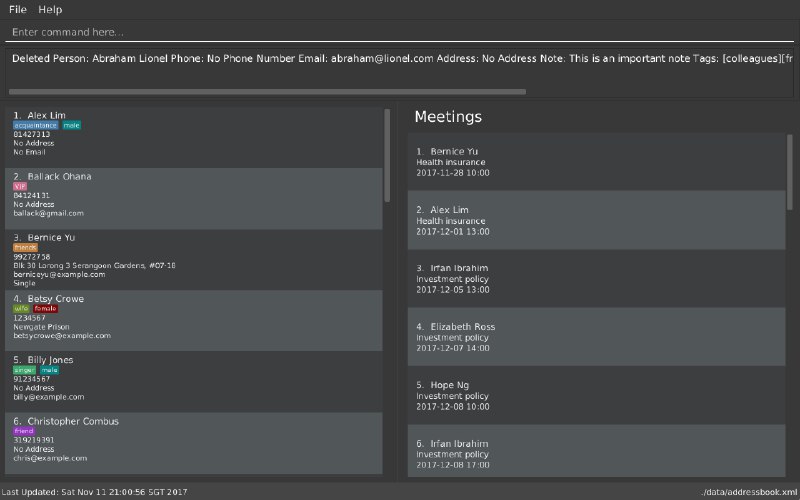 File Help
Enter command here...
Deleted Person: Abraham Lionel Phone: No Phone Number Email: abraham@lionel.com Address: No Address Note: This is an important note Tags: [colleagues][fr
1. Alex Lim
acquaintance male
81427313
No Address
No Email
2. Ballack Ohana
VIP
84124131
No Address
ballack@gmail.com
3. Bernice Yu
friends
99272758
Blk 30 Lorong 3 Serangoon Gardens, #07-18
berniceyu@example.com
Single
4. Betsy Crowe
wife female
1234567
Newgate Prison
betsycrowe@example.com
5. Billy Jones
singer male
91234567
No Address
billy@example.com
6. Christopher Combus
friend
319219391
No Address
chris@example.com
Meetings
1. Bernice Yu
Health insurance
2017-11-28 10:00
2. Alex Lim
Health insurance
2017-12-01 13:00
3. Irfan Ibrahim
Investment policy
2017-12-05 13:00
4. Elizabeth Ross
Investment policy
2017-12-07 14:00
5. Hope Ng
Investment policy
2017-12-08 10:00
6. Irfan Ibrahim
Investment policy
2017-12-08 17:00
Last Updated: Sat Nov 11 21:00:56 SGT 2017
./data/addressbook.xml